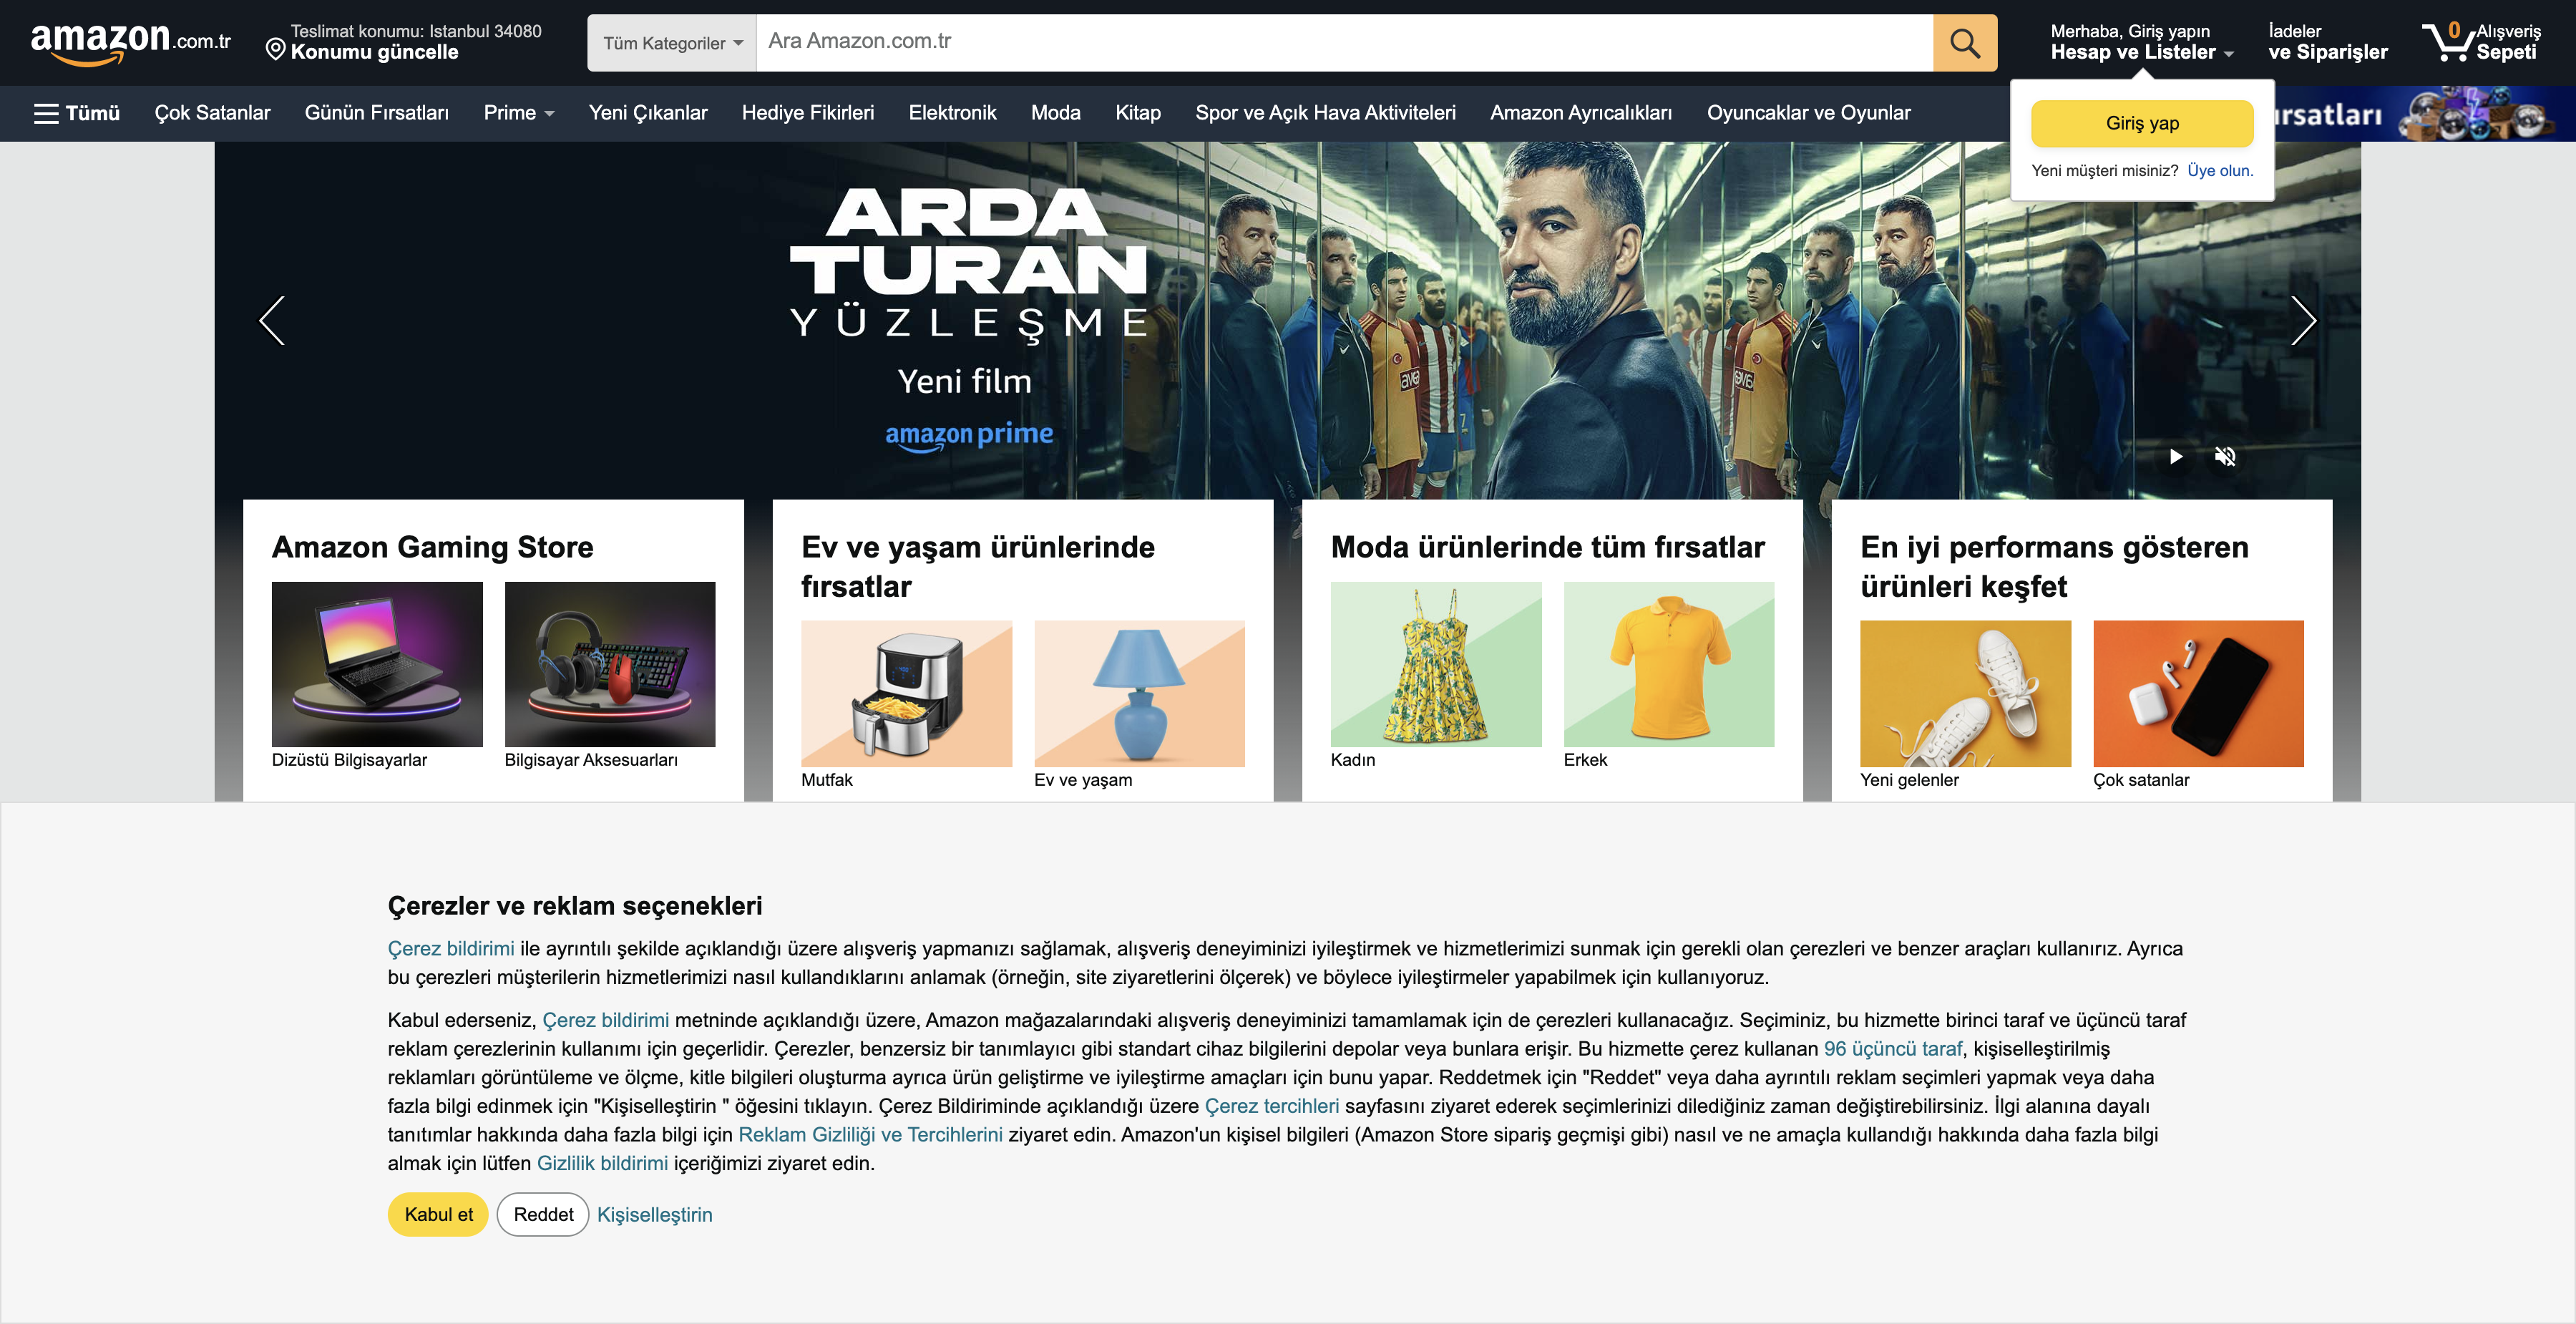 amazon.com.tr
Teslimat konumu: Istanbul 34080
Konumu güncelle
Tüm Kategoriler
Ara Amazon.com.tr
Merhaba, Giriş yapın
Hesap ve Listeler
İadeler
ve Siparişler
0
Alışveriş
Sepeti
Tümü
Çok Satanlar
Günün Fırsatları
Prime
Yeni Çıkanlar
Hediye Fikirleri
Elektronik
Moda
Kitap
Spor ve Açık Hava Aktiviteleri
Amazon Ayrıcalıkları
Oyuncaklar ve Oyunlar
ırsatları
Giriş yap
Yeni müşteri misiniz? Üye olun.
ARDA
TURAN
YÜZLEŞME
Yeni film
amazon prime
Amazon Gaming Store
Dizüstü Bilgisayarlar
Bilgisayar Aksesuarları
Ev ve yaşam ürünlerinde
fırsatlar
Mutfak
Ev ve yaşam
Moda ürünlerinde tüm fırsatlar
Kadın
Erkek
En iyi performans gösteren
ürünleri keşfet
Yeni gelenler
Çok satanlar
Çerezler ve reklam seçenekleri
Çerez bildirimi ile ayrıntılı şekilde açıklandığı üzere alışveriş yapmanızı sağlamak, alışveriş deneyiminizi iyileştirmek ve hizmetlerimizi sunmak için gerekli olan çerezleri ve benzer araçları kullanırız. Ayrıca
bu çerezleri müşterilerin hizmetlerimizi nasıl kullandıklarını anlamak (örneğin, site ziyaretlerini ölçerek) ve böylece iyileştirmeler yapabilmek için kullanıyoruz.
Kabul ederseniz, Çerez bildirimi metninde açıklandığı üzere, Amazon mağazalarındaki alışveriş deneyiminizi tamamlamak için de çerezleri kullanacağız. Seçiminiz, bu hizmette birinci taraf ve üçüncü taraf
reklam çerezlerinin kullanımı için geçerlidir. Çerezler, benzersiz bir tanımlayıcı gibi standart cihaz bilgilerini depolar veya bunlara erişir. Bu hizmette çerez kullanan 96 üçüncü taraf, kişiselleştirilmiş
reklamları görüntüleme ve ölçme, kitle bilgileri oluşturma ayrıca ürün geliştirme ve iyileştirme amaçları için bunu yapar. Reddetmek için "Reddet" veya daha ayrıntılı reklam seçimleri yapmak veya daha
fazla bilgi edinmek için "Kişiselleştirin " öğesini tıklayın. Çerez Bildiriminde açıklandığı üzere Çerez tercihleri sayfasını ziyaret ederek seçimlerinizi dilediğiniz zaman değiştirebilirsiniz. İlgi alanına dayalı
tanıtımlar hakkında daha fazla bilgi için Reklam Gizliliği ve Tercihlerini ziyaret edin. Amazon'un kişisel bilgileri (Amazon Store sipariş geçmişi gibi) nasıl ve ne amaçla kullandığı hakkında daha fazla bilgi
almak için lütfen Gizlilik bildirimi içeriğimizi ziyaret edin.
Kabul et
Reddet
Kişiselleştirin